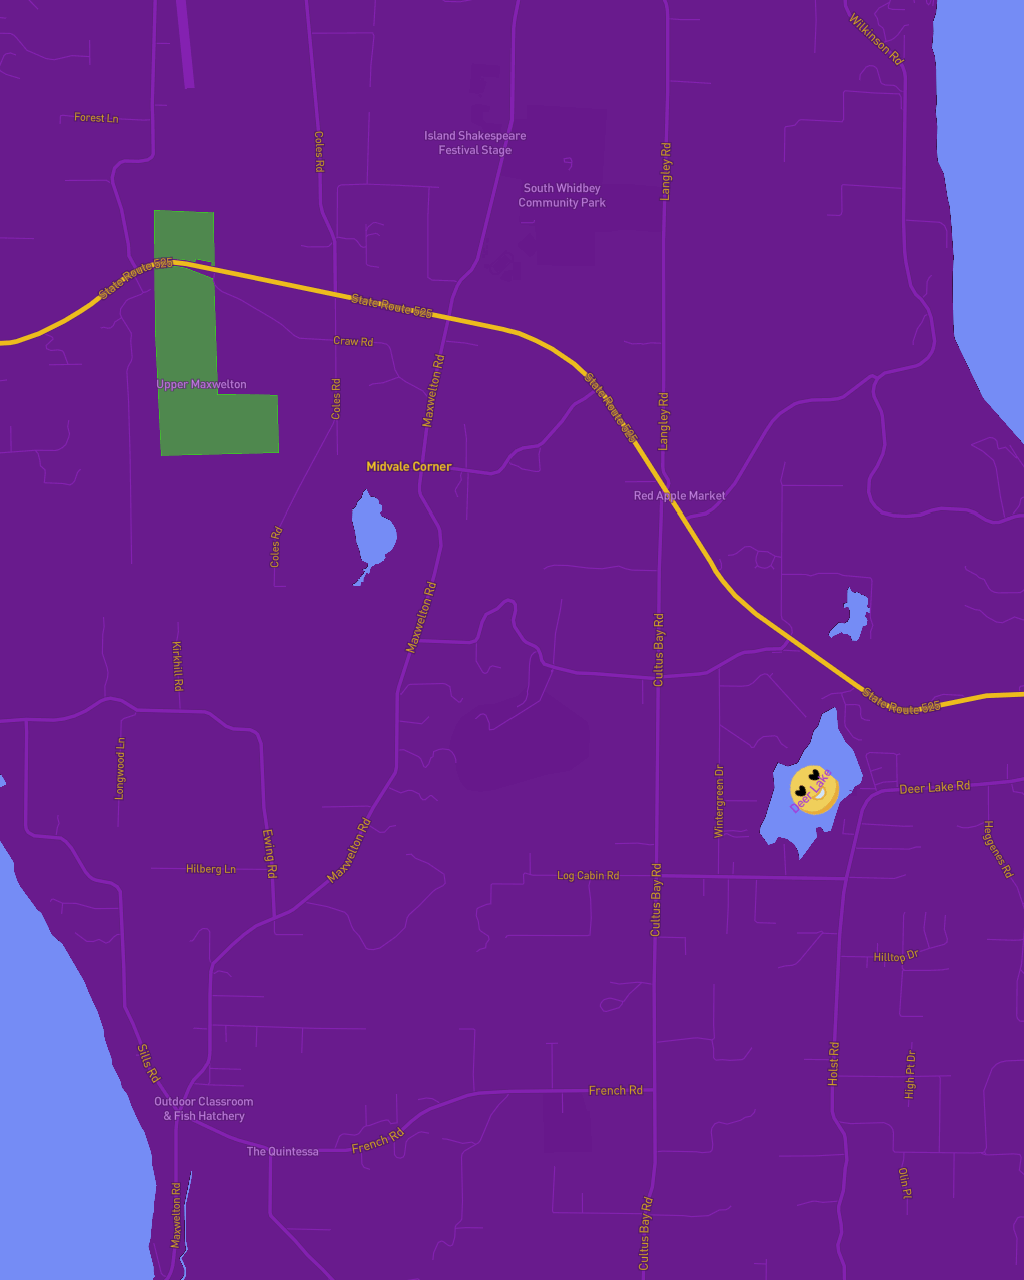 Wilkinson Rd
Forest Ln
Coles Rd
Island Shakespeare
Festival Stage
Langley Rd
South Whidbey
Community Park
State Route 525
State Route 525
Craw Rd
Upper Maxwelton
Coles Rd
Maxwelton Rd
State Route 525
Langley Rd
Midvale Corner
Red Apple Market
Coles Rd
Maxwelton Rd
Cultus Bay Rd
Kirkhill Rd
State Route 525
Longwood Ln
Wintergreen Dr
Deer Lake
Deer Lake Rd
Ewing Rd
Maxwelton Rd
Heggenes Rd
Hilberg Ln
Log Cabin Rd
Cultus Bay Rd
Hilltop Dr
Sills Rd
Holst Rd
High Pt Dr
French Rd
Outdoor Classroom
& Fish Hatchery
French Rd
The Quintessa
Olin Pl
Maxwelton Rd
Cultus Bay Rd